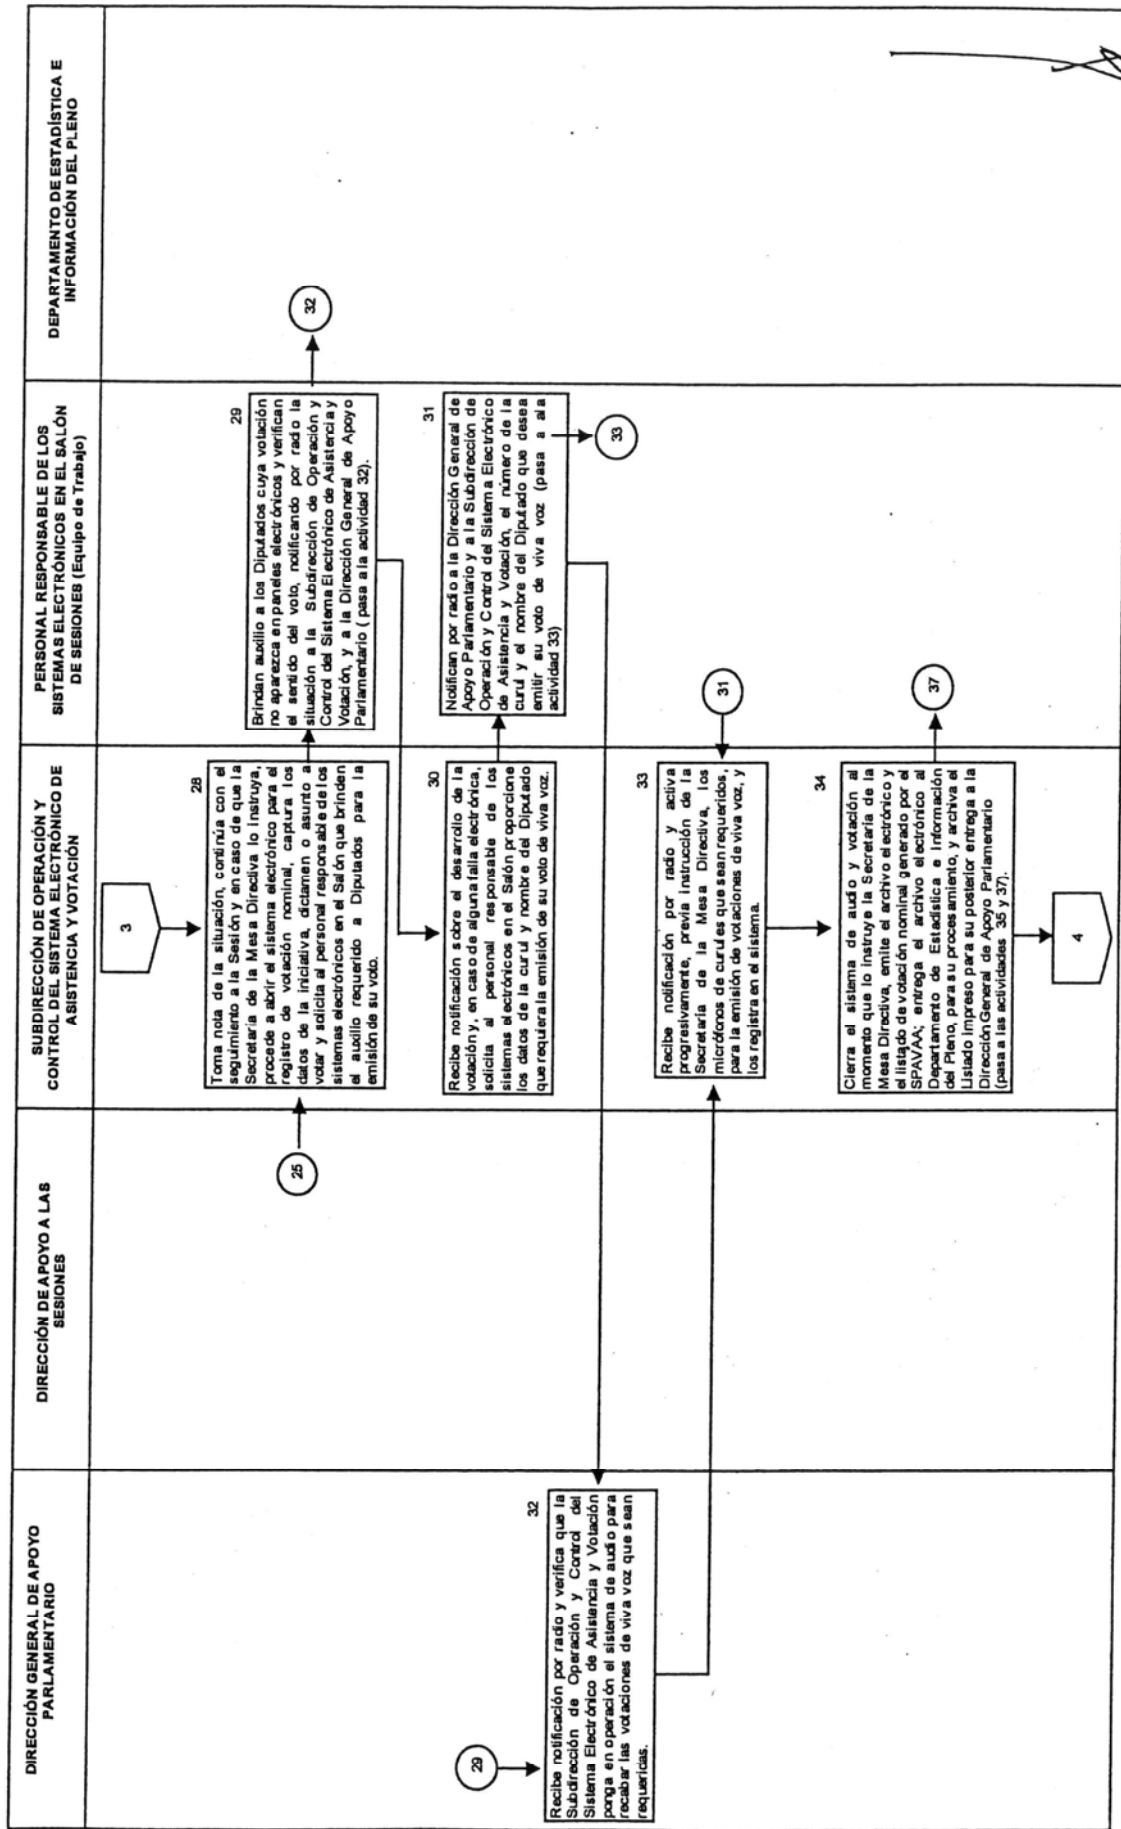 DIRECCIÓN GENERAL DE APOYO
PARLAMENTARIO
DIRECCIÓN DE APOYO A LAS
SESIONES
SUBDIRECCIÓN DE OPERACIÓN Y
CONTROL DEL SISTEMA ELECTRÓNICO DE
ASISTENCIA Y VOTACIÓN
PERSONAL RESPONSABLE DE LOS
SISTEMAS ELECTRÓNICOS EN EL SALÓN
DE SESIONES (Equipo de Trabajo)
DEPARTAMENTO DE ESTADÍSTICA E
INFORMACIÓN DEL PLENO
3
28
Toma nota de la situación, continúa con el
seguimiento a la Sesión y en caso de que la
Secretaría de la Mesa Directiva lo instruya,
procede a abrir el sistema electrónico para el
registro de votación nominal, captura los
datos de la iniciativa, dictamen o asunto a
votar y solicita al personal responsable de los
sistemas electrónicos en el Salón que brinden
el auxilio requerido a Diputados para la
emisión de su voto.
25
29
Brindan auxilio a los Diputados cuya votación
no aparezca en paneles electrónicos y verifican
el sentido del voto, notificando por radio la
situación a la Subdirección de Operación y
Control del Sistema Electrónico de Asistencia y
Votación, y a la Dirección General de Apoyo
Parlamentario ( pasa a la actividad 32).
32
30
Recibe notificación sobre el desarrollo de la
votación y, en caso de alguna falla electrónica,
solicita al personal responsable de los
sistemas electrónicos en el Salón proporcione
los datos de la curul y nombre del Diputado
que requiera la emisión de su voto de viva voz.
31
Notifican por radio a la Dirección General de
Apoyo Parlamentario y a la Subdirección de
Operación y Control del Sistema Electrónico
de Asistencia y Votación, el número de la
curul y el nombre del Diputado que desea
emitir su voto de viva voz (pasa a ala
actividad 33)
33
29
32
Recibe notificación por radio y verifica que la
Subdirección de Operación y Control del
Sistema Electrónico de Asistencia y Votación
ponga en operación el sistema de audio para
recabar las votaciones de viva voz que sean
requeridas.
33
Recibe notificación por radio y activa
progresivamente, previa instrucción de la
Secretaría de la Mesa Directiva, los
micrófonos de curules que sean requeridos,
para la emisión de votaciones de viva voz, y
los registra en el sistema.
31
34
Cierra el sistema de audio y votación al
momento que lo instruye la Secretaría de la
Mesa Directiva, emite el archivo electrónico y
el listado de votación nominal generado por el
SPAVAA; entrega el archivo electrónico al
Departamento de Estadística e Información
del Pleno, para su procesamiento, y archiva el
Listado impreso para su posterior entrega a la
Dirección General de Apoyo Parlamentario
(pasa a las actividades 35 y 37).
37
4